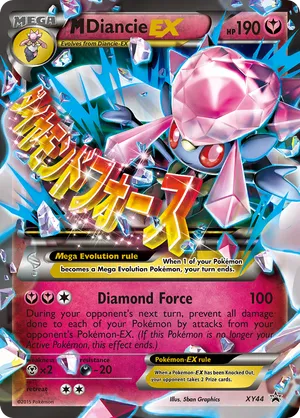 MEGA
M Diancie EX
HP 190
Evolves from Diancie-EX
ダイヤモンドフォース
Mega Evolution rule
When 1 of your Pokémon
becomes a Mega Evolution Pokémon, your turn ends.
Diamond Force 100
During your opponent's next turn, prevent all damage
done to each of your Pokémon by attacks from your
opponent's Pokémon-EX. (If this Pokémon is no longer your
Active Pokémon, this effect ends.)
weakness
resistance
×2
-20
retreat
Pokémon-EX rule
When a Pokémon-EX has been Knocked Out,
your opponent takes 2 Prize cards.
Illus. 5ban Graphics
©2015 Pokémon
XY44
PROMO